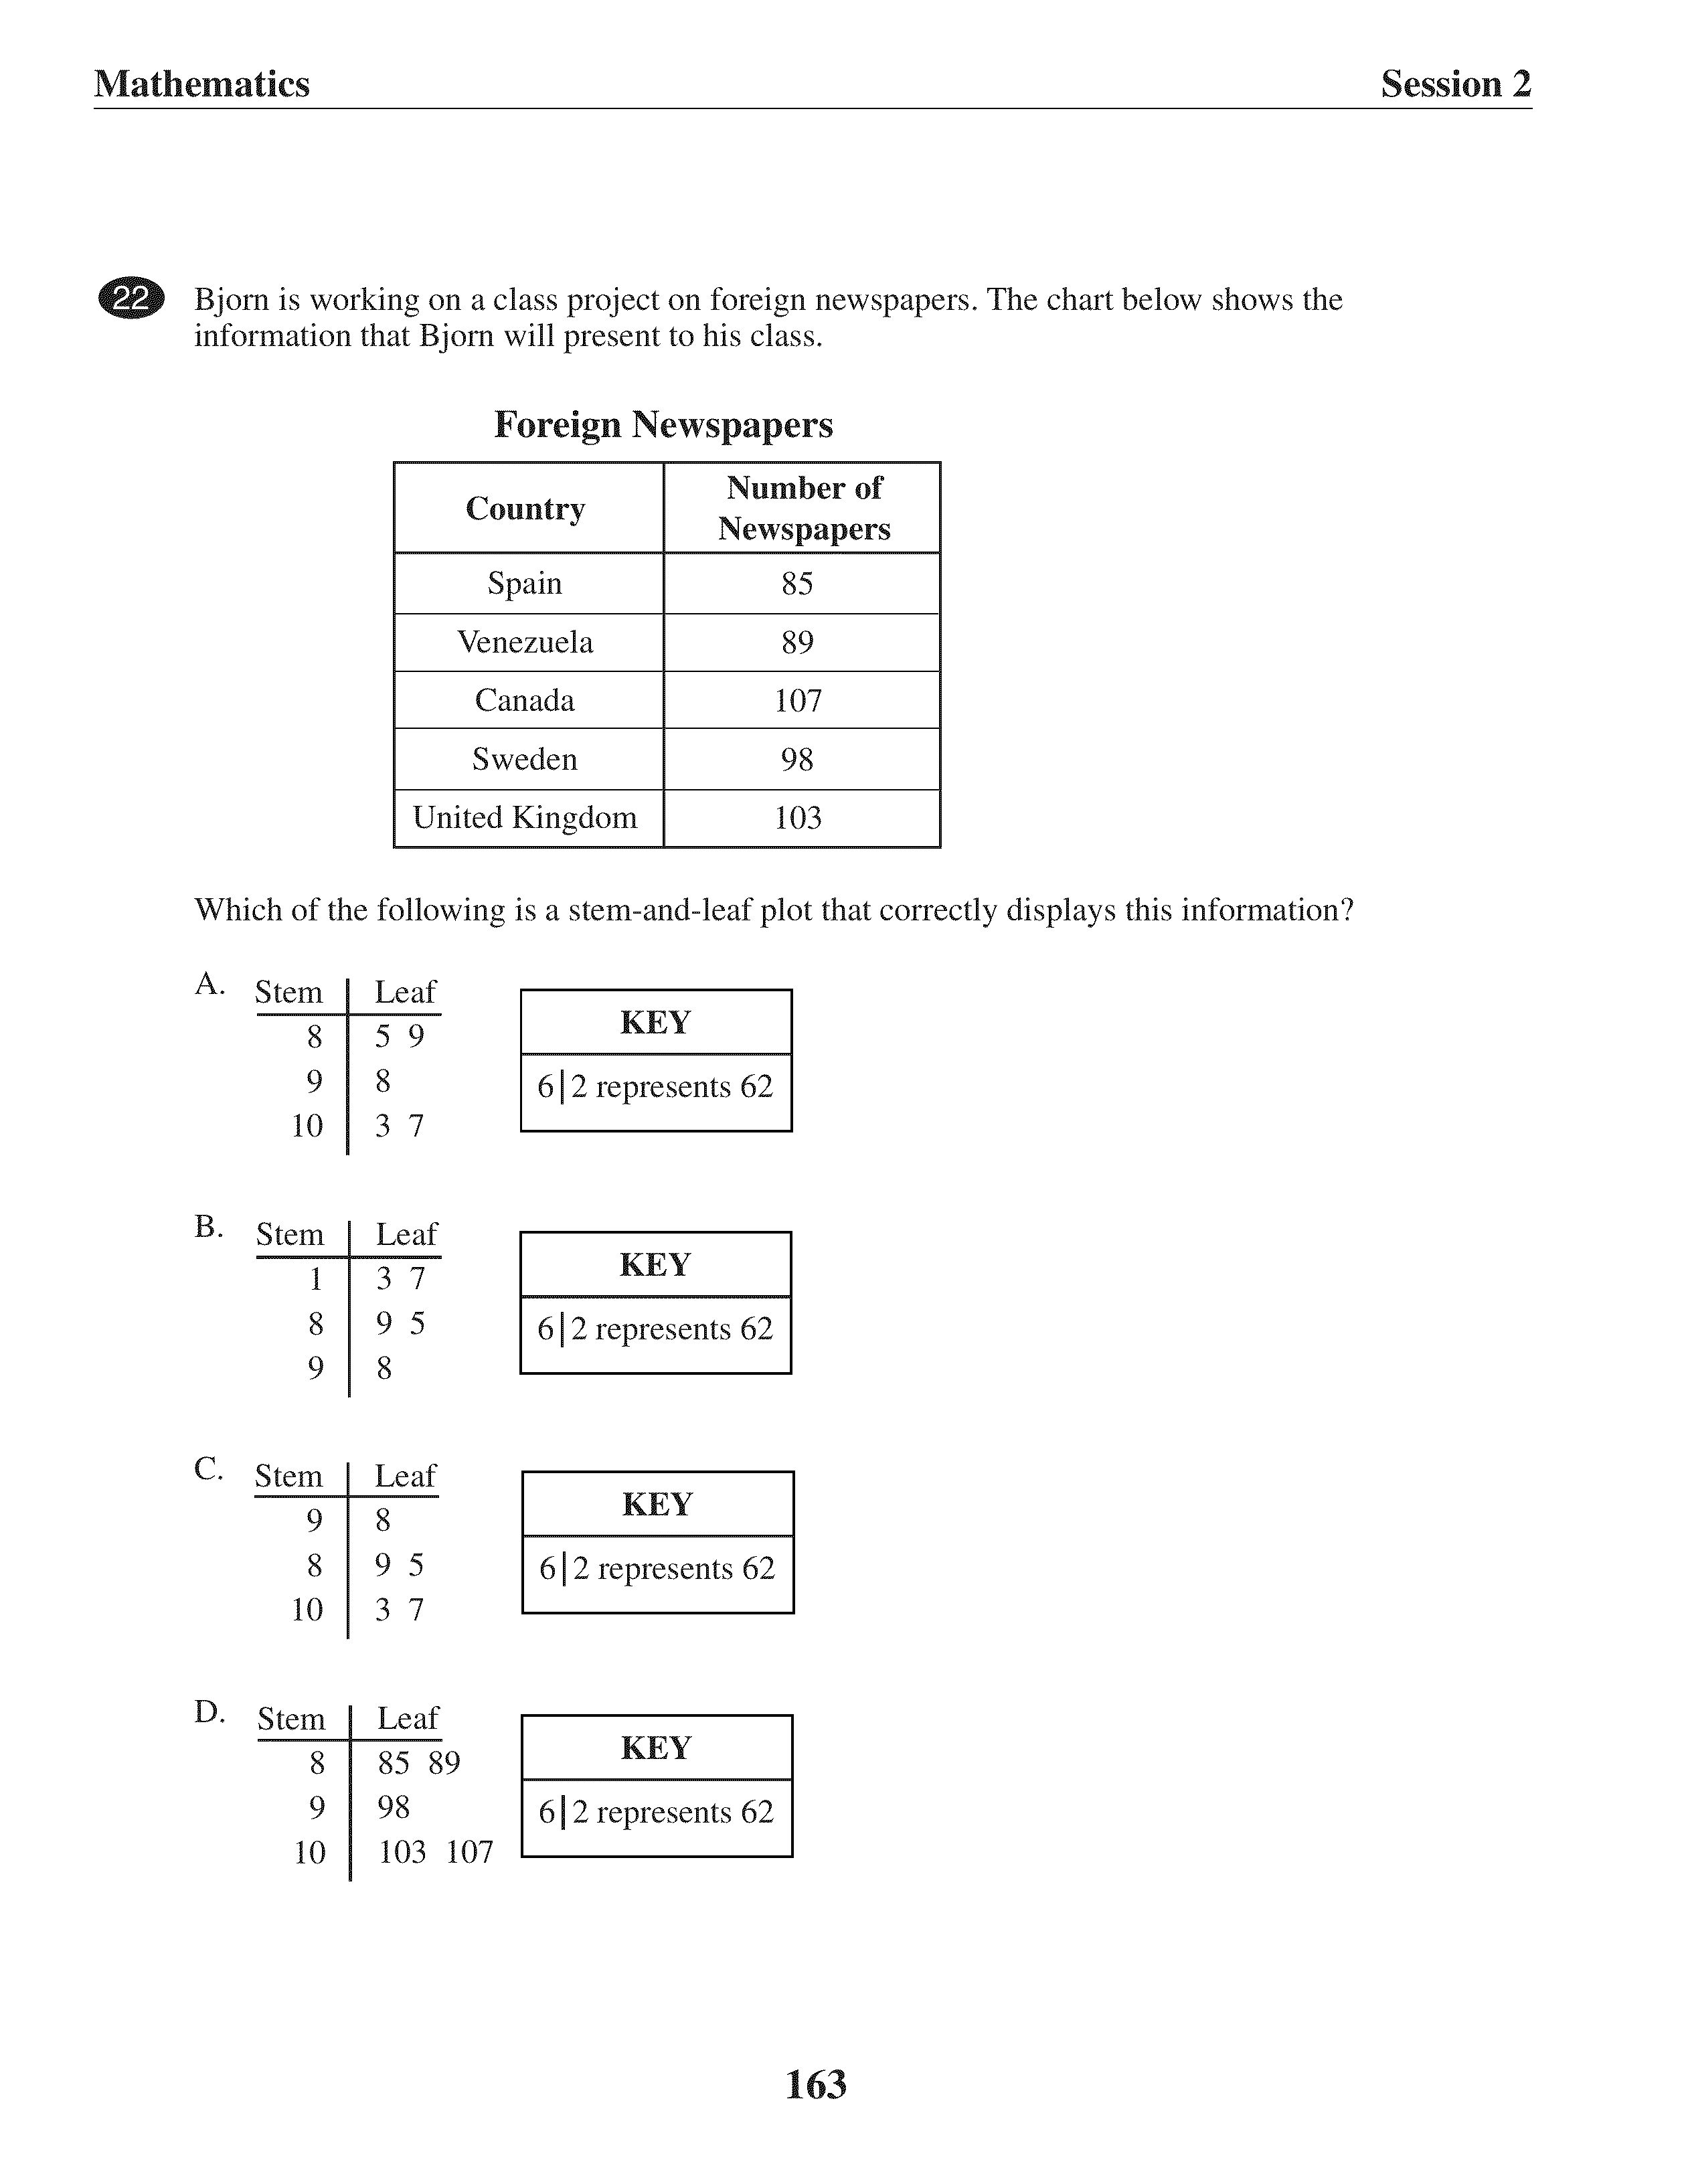 Mathematics Session 2
22 Bjorn is working on a class project on foreign newspapers. The chart below shows the
information that Bjorn will present to his class.
Foreign Newspapers
Country Number of
Newspapers
Spain 85
Venezuela 89
Canada 107
Sweden 98
United Kingdom 103
Which of the following is a stem-and-leaf plot that correctly displays this information?
A. Stem Leaf
8 5 9
9 8
10 3 7
KEY
6|2 represents 62
B. Stem Leaf
1 3 7
8 9 5
9 8
KEY
6|2 represents 62
C. Stem Leaf
9 8
8 9 5
10 3 7
KEY
6|2 represents 62
D. Stem Leaf
8 85 89
9 98
10 103 107
KEY
6|2 represents 62
163